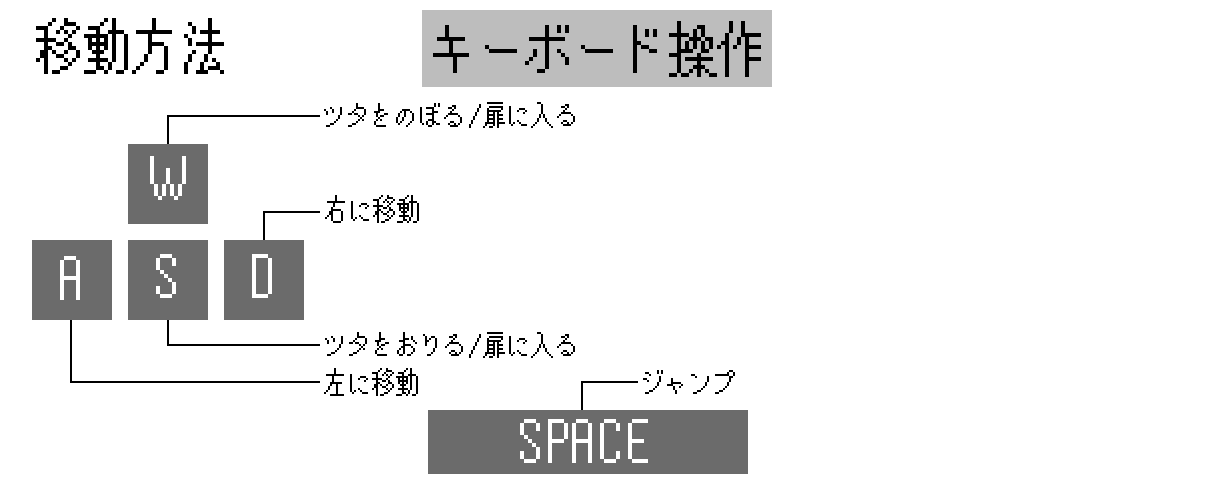 移動方法
キーボード操作
ツタをのぼる/扉に入る
W
右に移動
A S D
ツタをおりる/扉に入る
左に移動
ジャンプ
SPACE